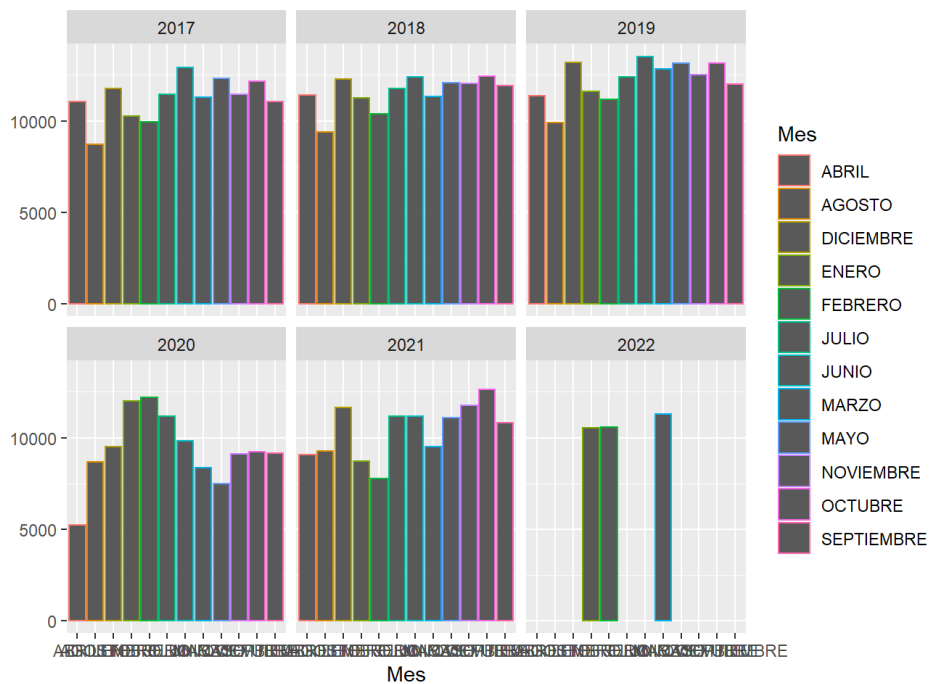 2017 2018 2019
10000
5000
0
2020 2021 2022
10000
5000
0
Mes
Mes
ABRIL
AGOSTO
DICIEMBRE
ENERO
FEBRERO
JULIO
JUNIO
MARZO
MAYO
NOVIEMBRE
OCTUBRE
SEPTIEMBRE